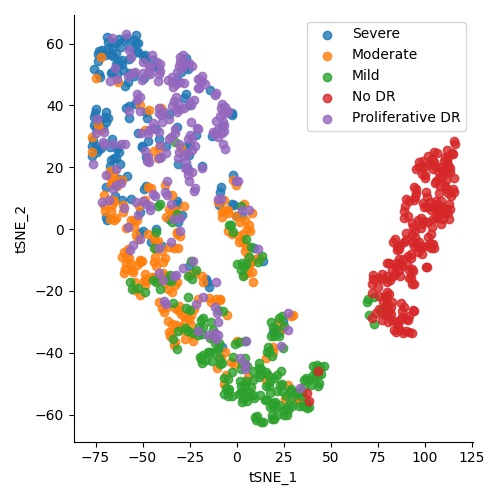 Severe
Moderate
Mild
No DR
Proliferative DR
60
40
20
0
−20
−40
−60
tSNE_2
−75 −50 −25 0 25 50 75 100 125
tSNE_1